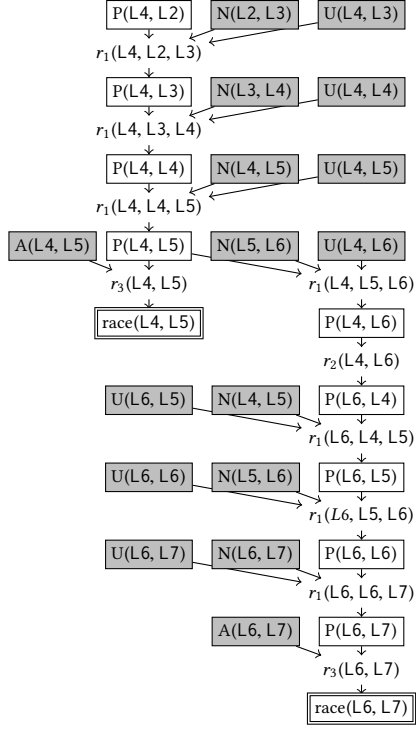 P(L4, L2) N(L2, L3) U(L4, L3)
r₁(L4, L2, L3)
P(L4, L3) N(L3, L4) U(L4, L4)
r₁(L4, L3, L4)
P(L4, L4) N(L4, L5) U(L4, L5)
r₁(L4, L4, L5)
A(L4, L5) P(L4, L5) N(L5, L6) U(L4, L6)
r₃(L4, L5) r₁(L4, L5, L6)
race(L4, L5) P(L4, L6)
r₂(L4, L6)
U(L6, L5) N(L4, L5) P(L6, L4)
r₁(L6, L4, L5)
U(L6, L6) N(L5, L6) P(L6, L5)
r₁(L6, L5, L6)
U(L6, L7) N(L6, L7) P(L6, L6)
r₁(L6, L6, L7)
A(L6, L7) P(L6, L7)
r₃(L6, L7)
race(L6, L7)